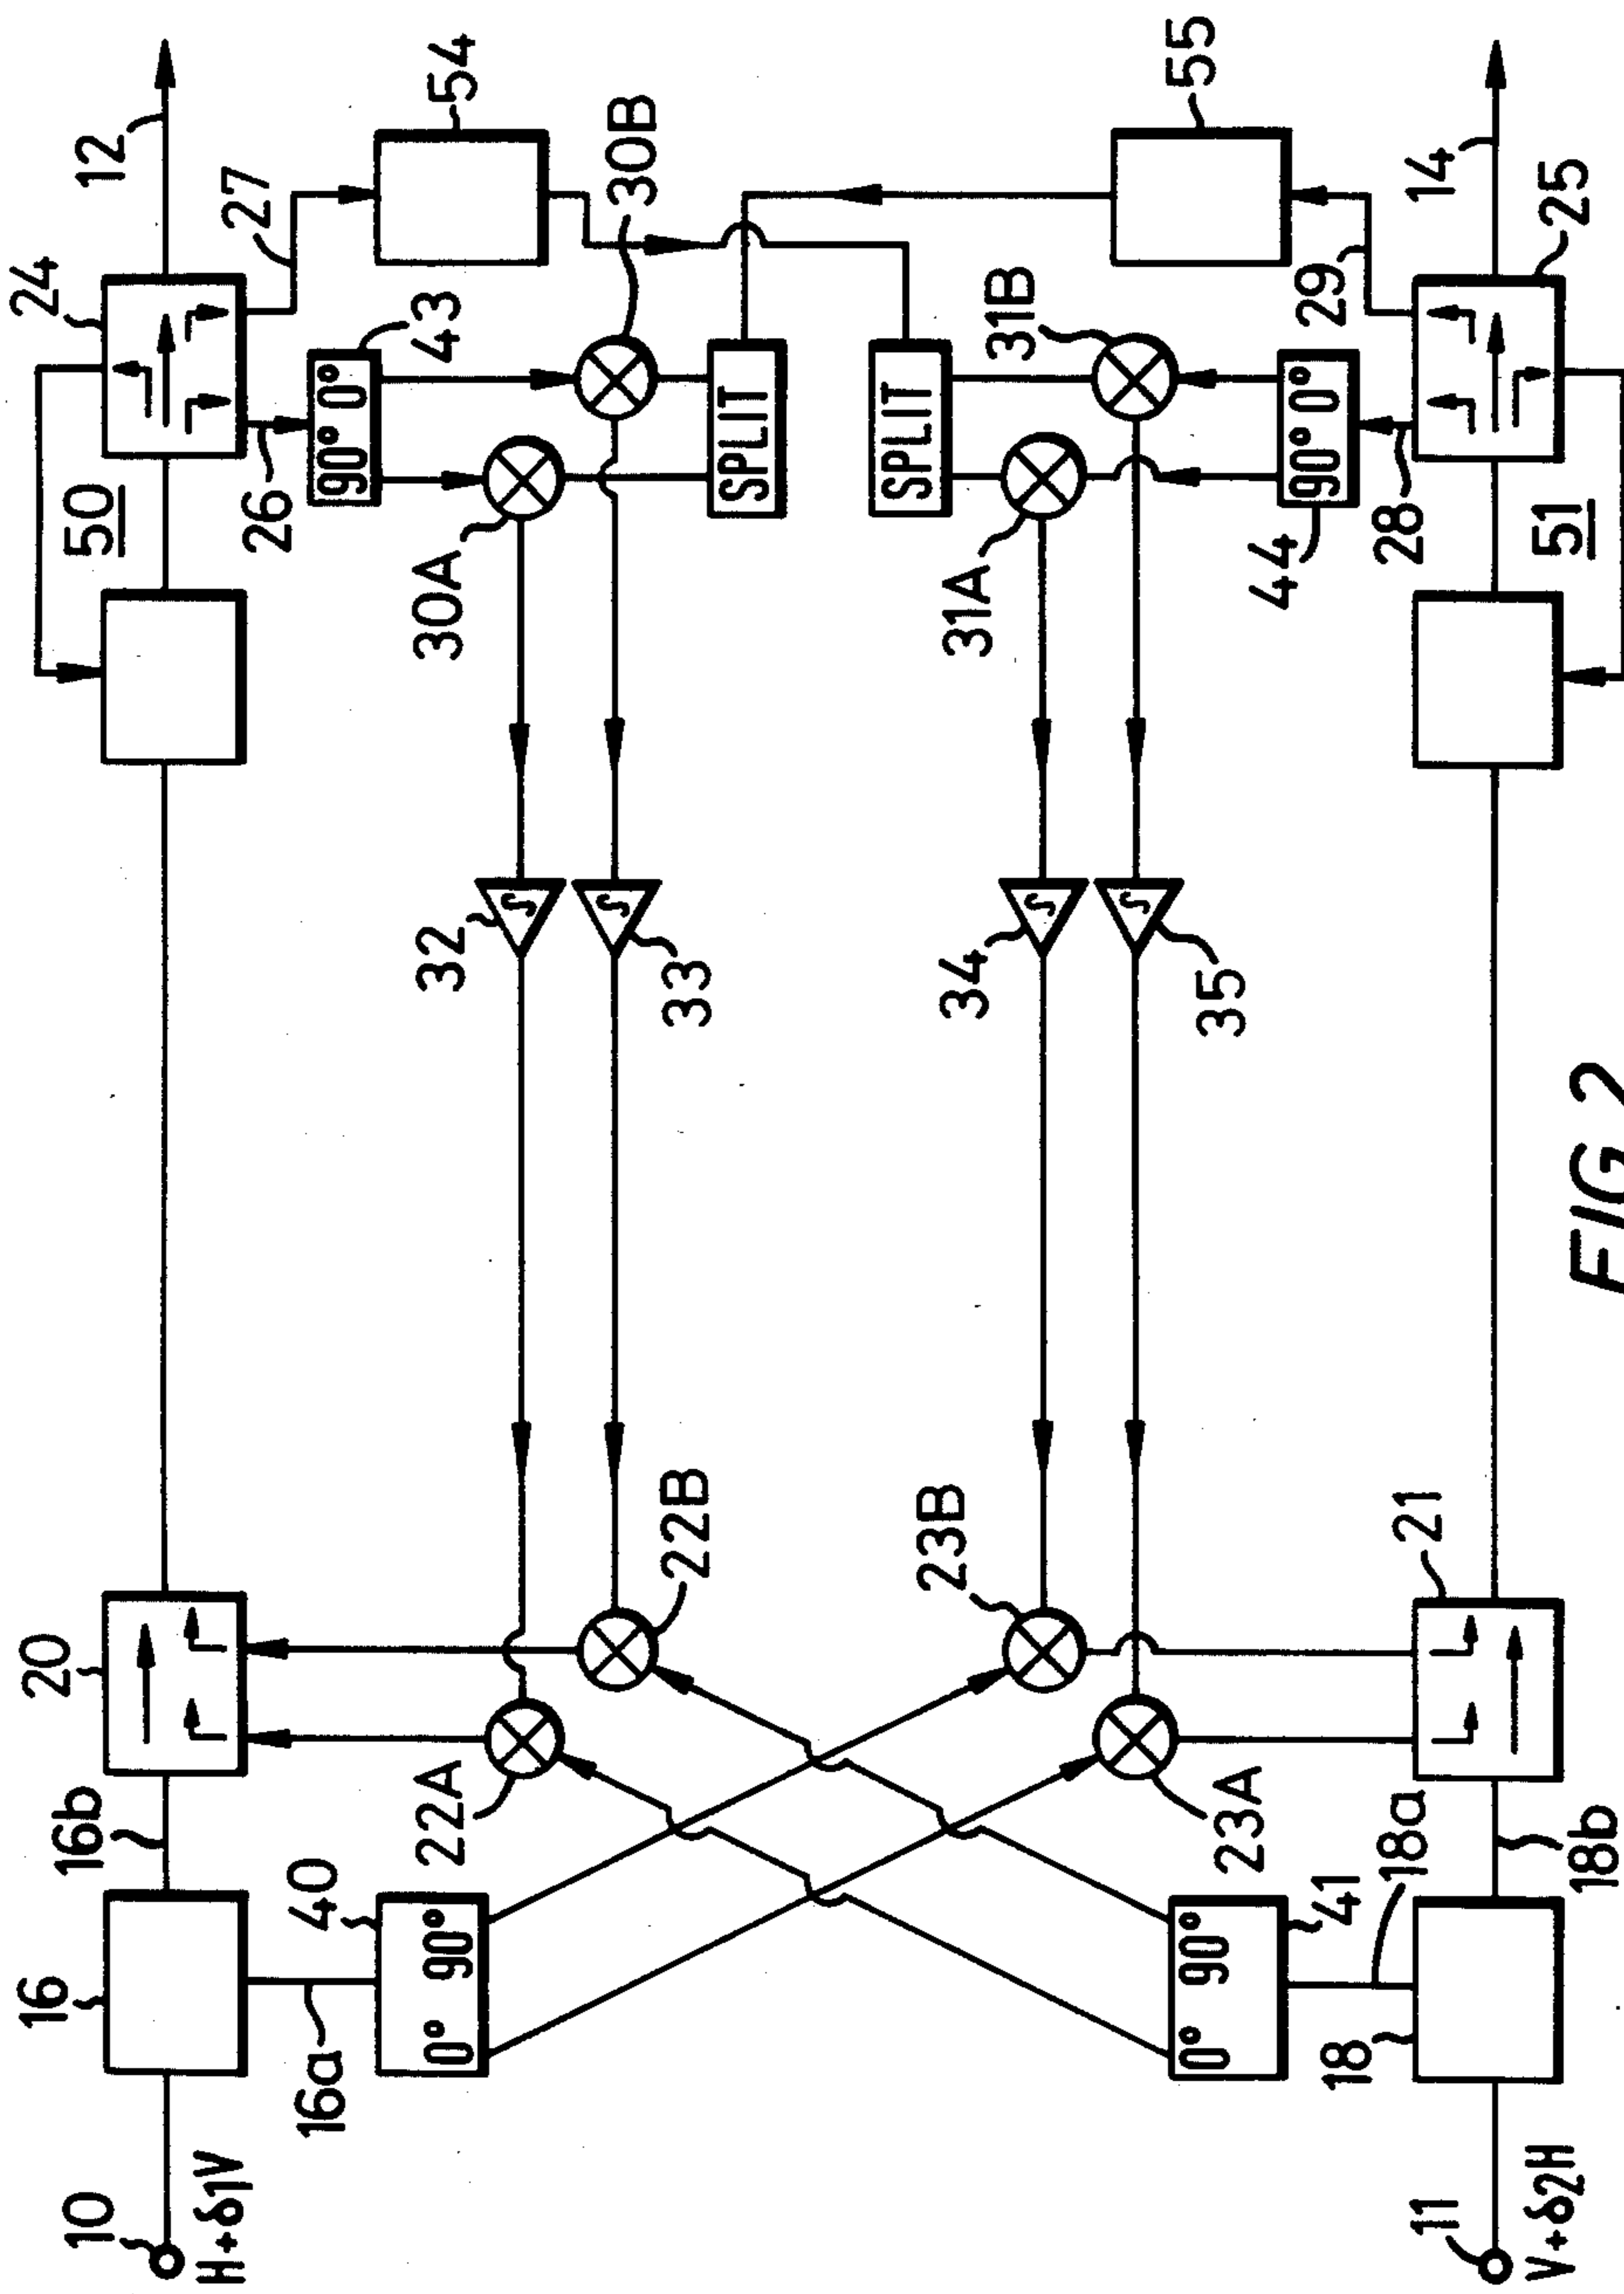 10
H+δ1V
16
16a
16b
40
0° 90°
20
22A
22B
32
33
50
24
12
26
27
43
90° 0°
54
30A
30B
SPLIT
SPLIT
31A
31B
55
34
35
23B
23A
21
41
0° 90°
18
18a
18b
11
V+δ2H
44
90° 0°
28
29
51
25
14
FIG. 2